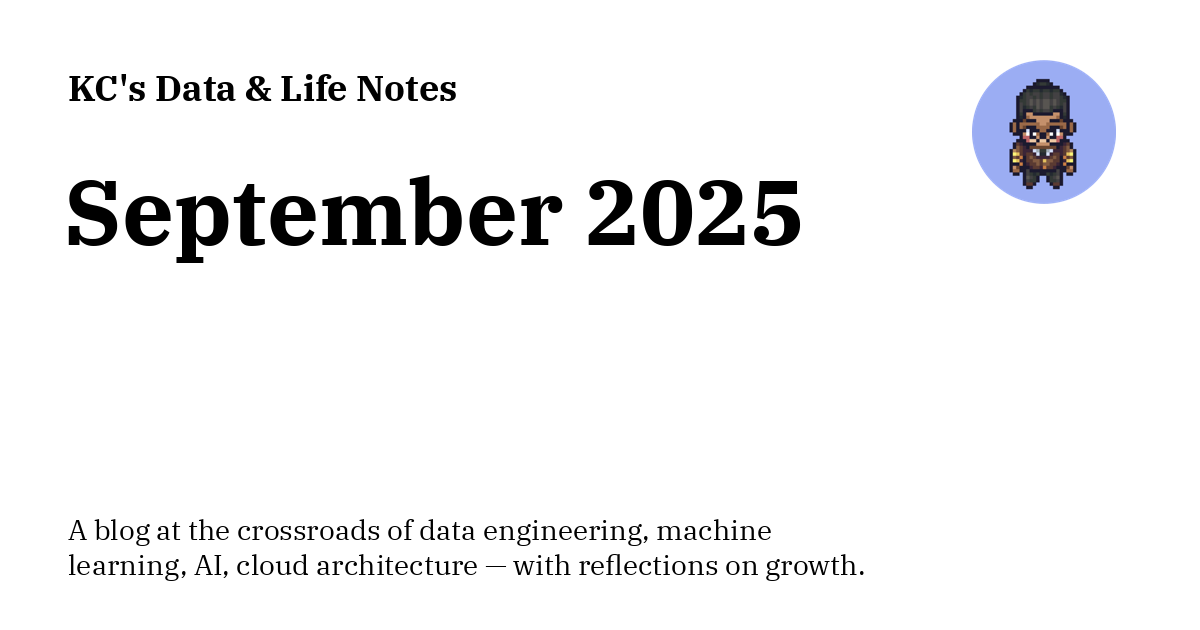 KC's Data & Life Notes
September 2025
A blog at the crossroads of data engineering, machine
learning, AI, cloud architecture — with reflections on growth.